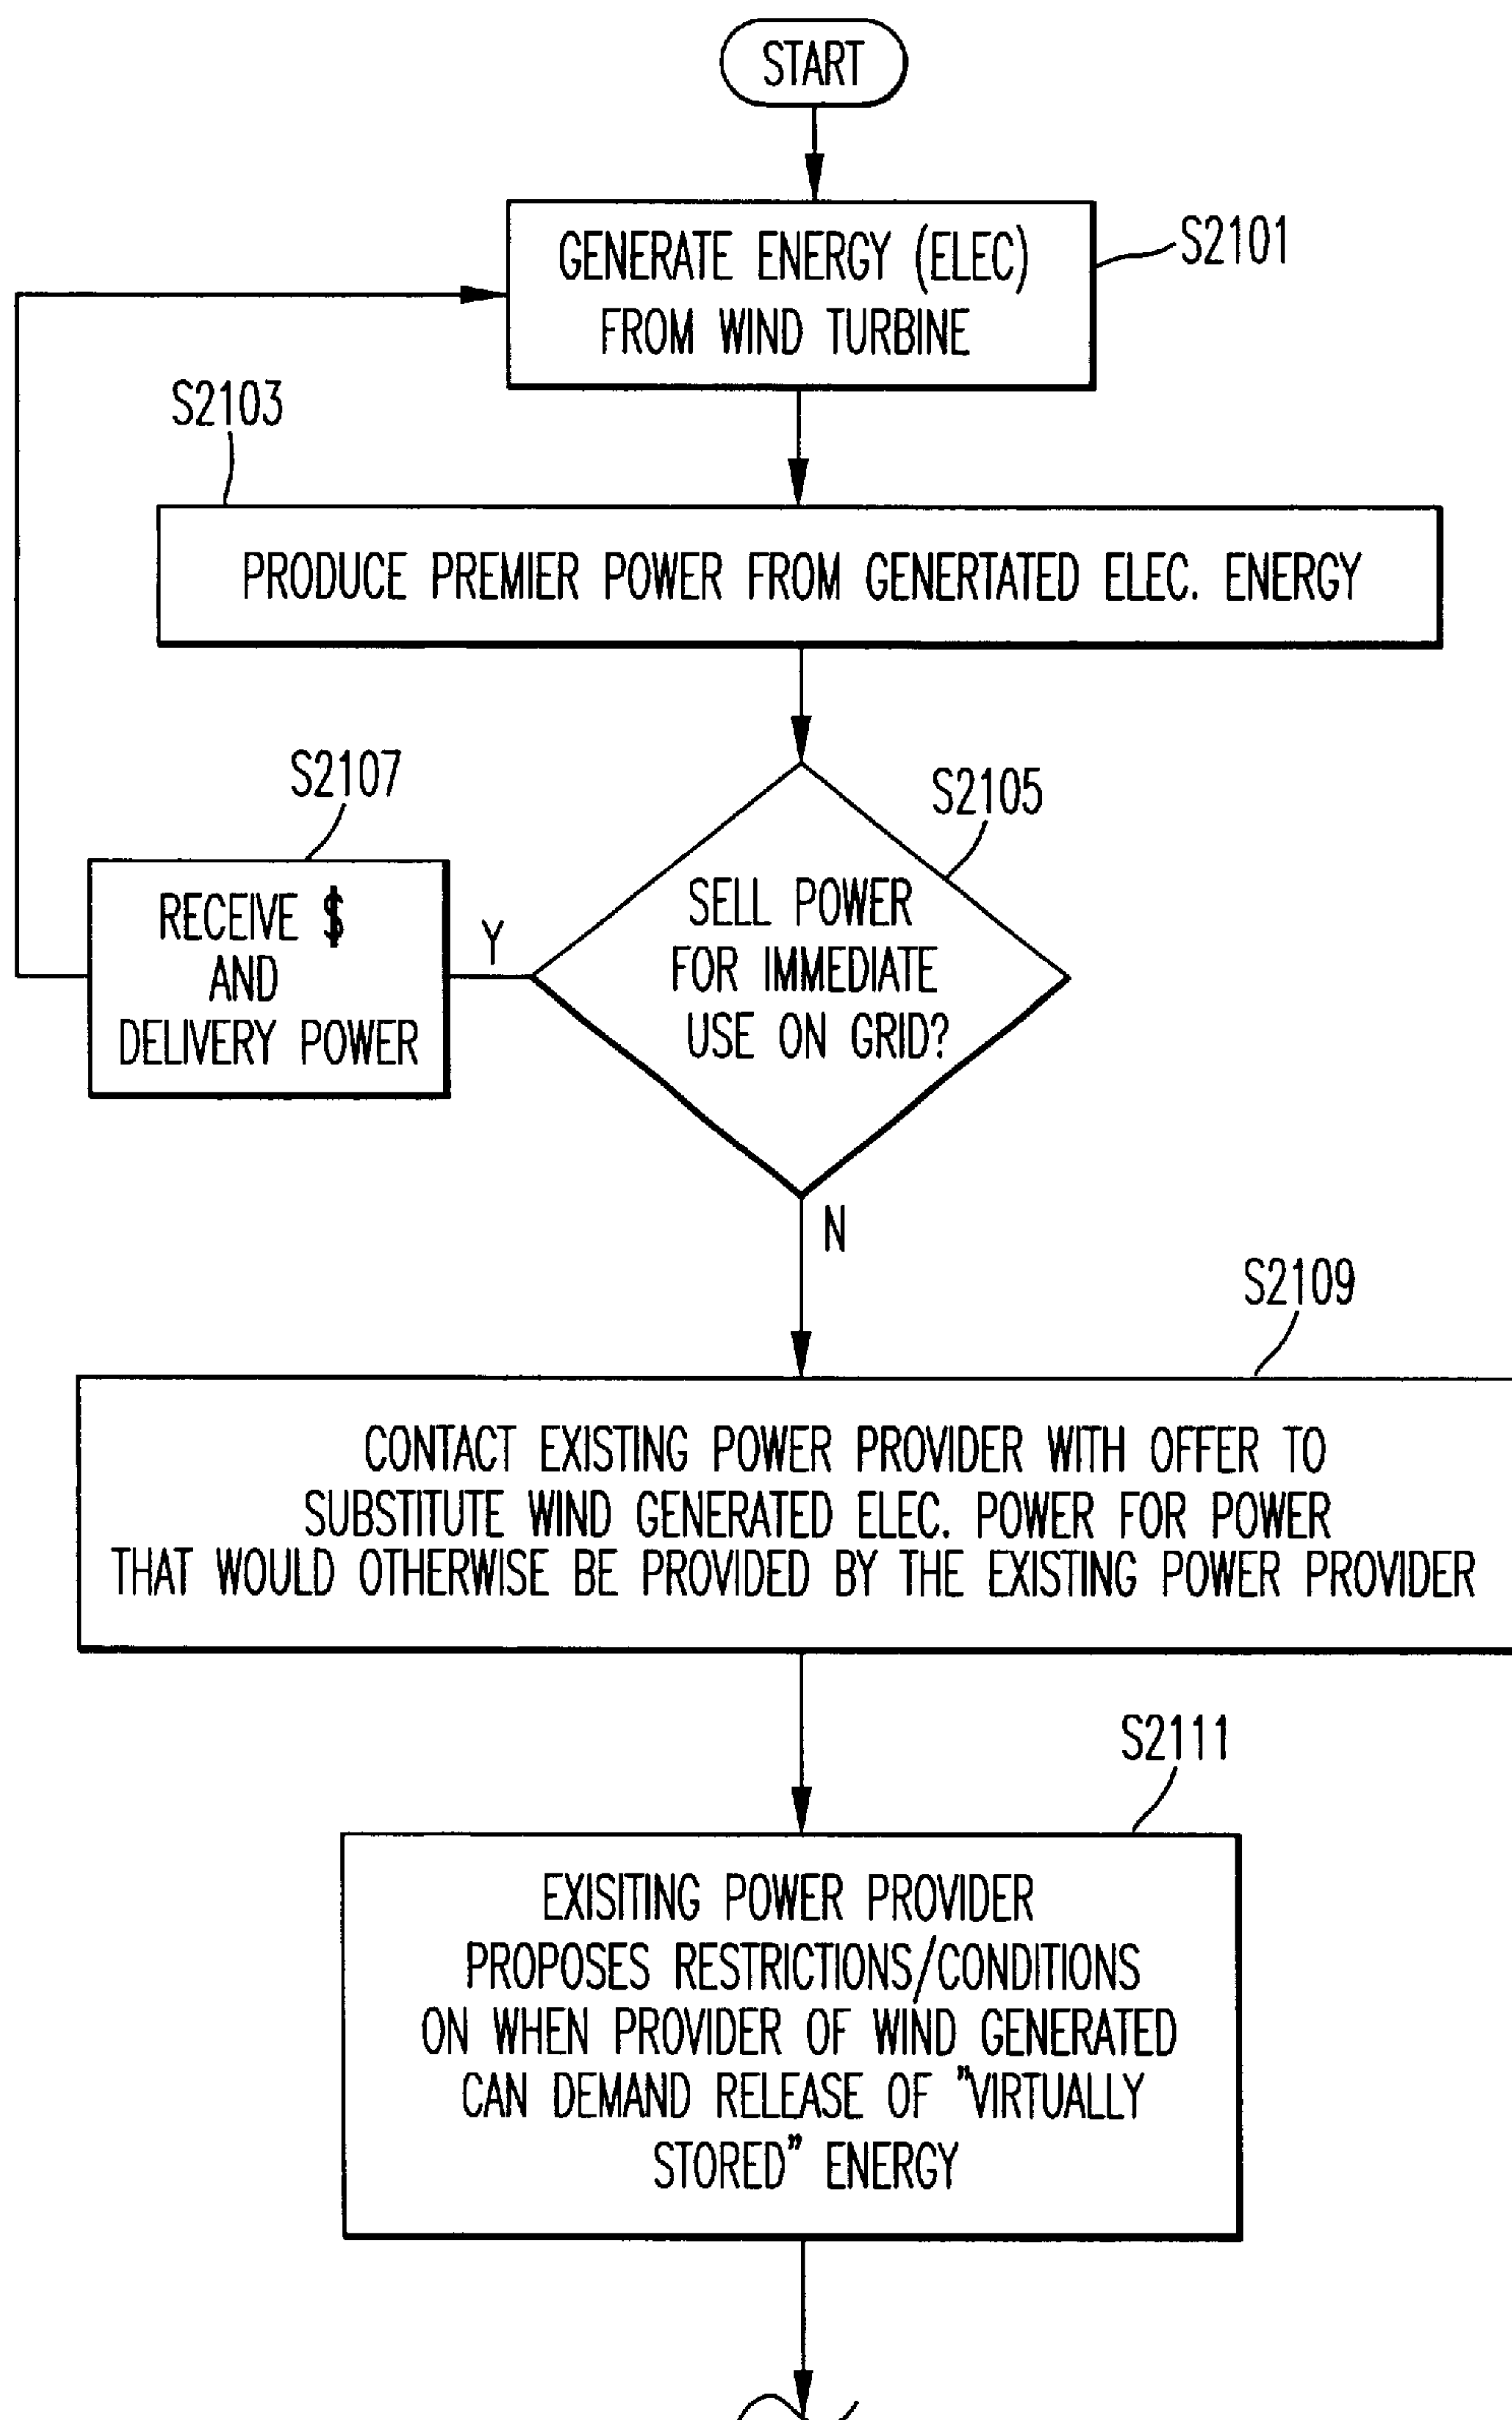 START
GENERATE ENERGY (ELEC)
FROM WIND TURBINE
S2101
S2103
PRODUCE PREMIER POWER FROM GENERTATED ELEC. ENERGY
S2107
S2105
RECEIVE $
AND
DELIVERY POWER
Y
SELL POWER
FOR IMMEDIATE
USE ON GRID?
N
S2109
CONTACT EXISTING POWER PROVIDER WITH OFFER TO
SUBSTITUTE WIND GENERATED ELEC. POWER FOR POWER
THAT WOULD OTHERWISE BE PROVIDED BY THE EXISTING POWER PROVIDER
S2111
EXISITING POWER PROVIDER
PROPOSES RESTRICTIONS/CONDITIONS
ON WHEN PROVIDER OF WIND GENERATED
CAN DEMAND RELEASE OF "VIRTUALLY
STORED" ENERGY